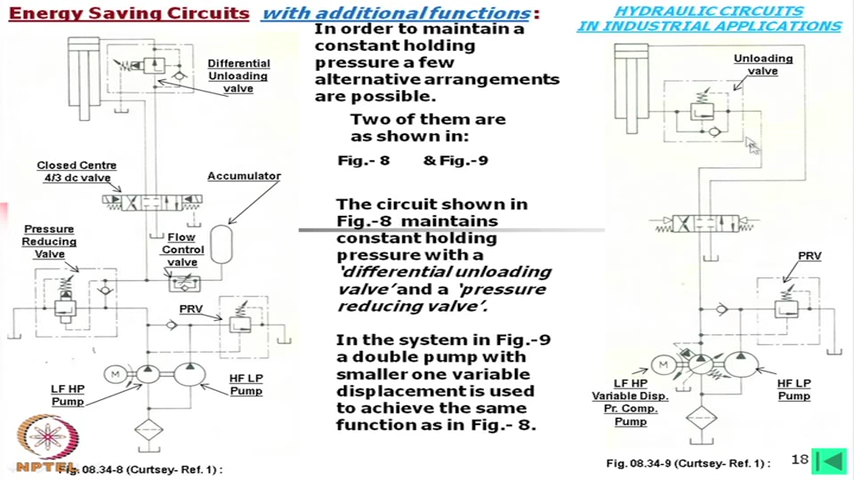 Energy Saving Circuits with additional functions :
HYDRAULIC CIRCUITS
IN INDUSTRIAL APPLICATIONS
In order to maintain a
constant holding
pressure a few
alternative arrangements
are possible.
Two of them are
as shown in:
Fig.- 8 & Fig.-9
The circuit shown in
Fig.-8 maintains
constant holding
pressure with a
‘differential unloading
valve’ and a ‘pressure
reducing valve’.
In the system in Fig.-9
a double pump with
smaller one variable
displacement is used
to achieve the same
function as in Fig.- 8.
Differential
Unloading
valve
Closed Centre
4/3 dc valve
Accumulator
Pressure
Reducing
Valve
Flow
Control
valve
PRV
M
LF HP
Pump
HF LP
Pump
NPTEL
Fig. 08.34-8 (Curtsey- Ref. 1) :
Unloading
valve
PRV
M
LF HP
Variable Disp.
Pr. Comp.
Pump
HF LP
Pump
Fig. 08.34-9 (Curtsey- Ref. 1) :
18